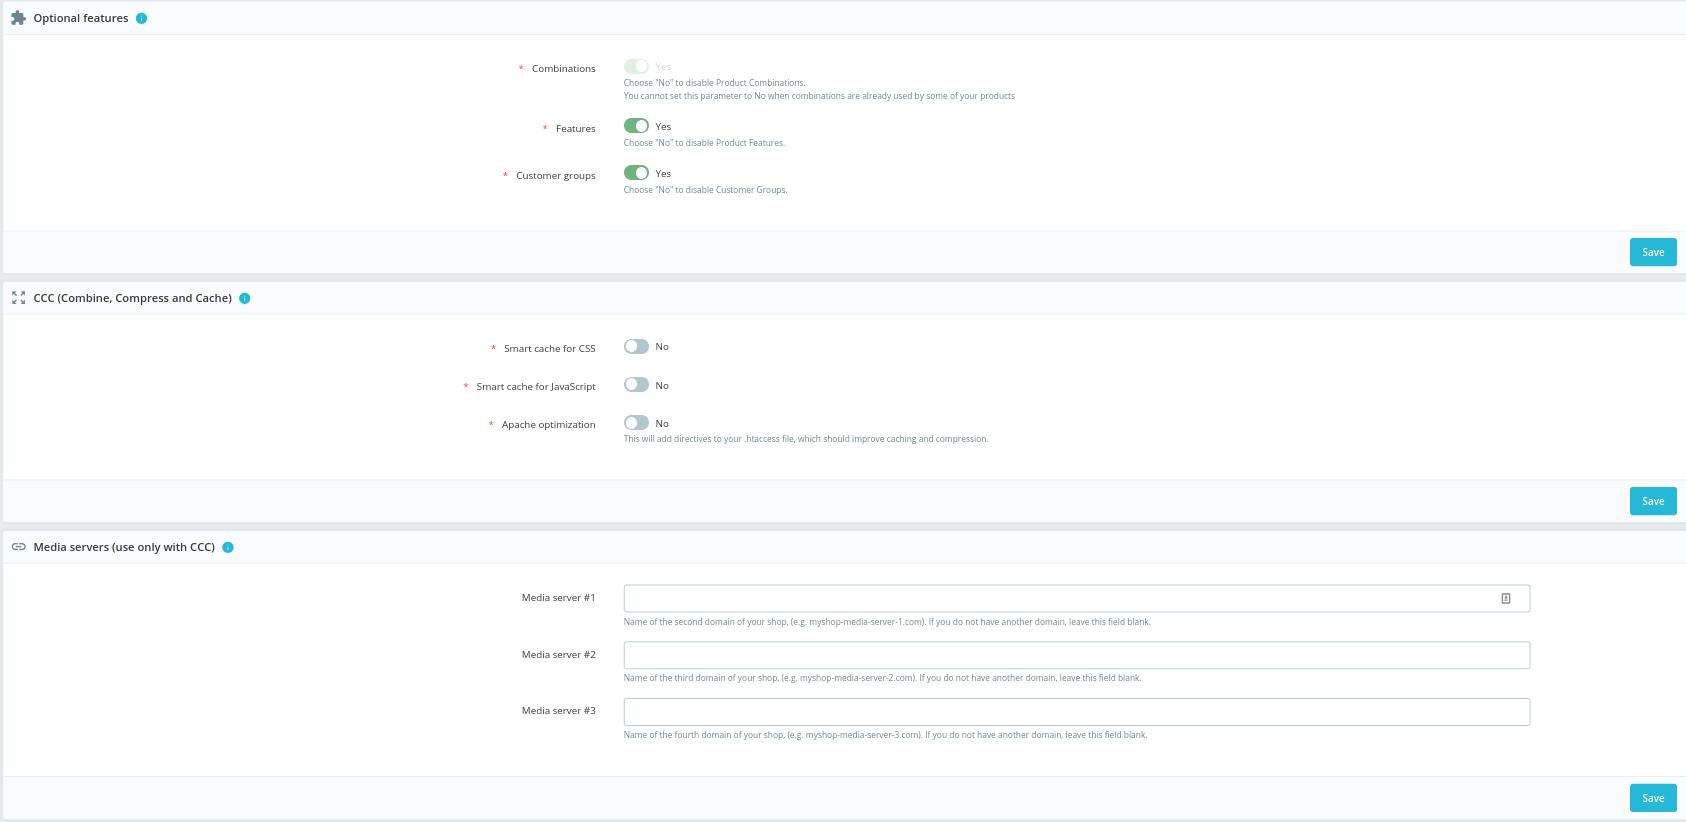 Optional features
* Combinations Yes
Choose "No" to disable Product Combinations.
You cannot set this parameter to No when combinations are already used by some of your products
* Features Yes
Choose "No" to disable Product Features.
* Customer groups Yes
Choose "No" to disable Customer Groups.
Save
CCC (Combine, Compress and Cache)
* Smart cache for CSS No
* Smart cache for JavaScript No
* Apache optimization No
This will add directives to your .htaccess file, which should improve caching and compression.
Save
Media servers (use only with CCC)
Media server #1
Name of the second domain of your shop, (e.g. myshop-media-server-1.com). If you do not have another domain, leave this field blank.
Media server #2
Name of the third domain of your shop, (e.g. myshop-media-server-2.com). If you do not have another domain, leave this field blank.
Media server #3
Name of the fourth domain of your shop, (e.g. myshop-media-server-3.com). If you do not have another domain, leave this field blank.
Save